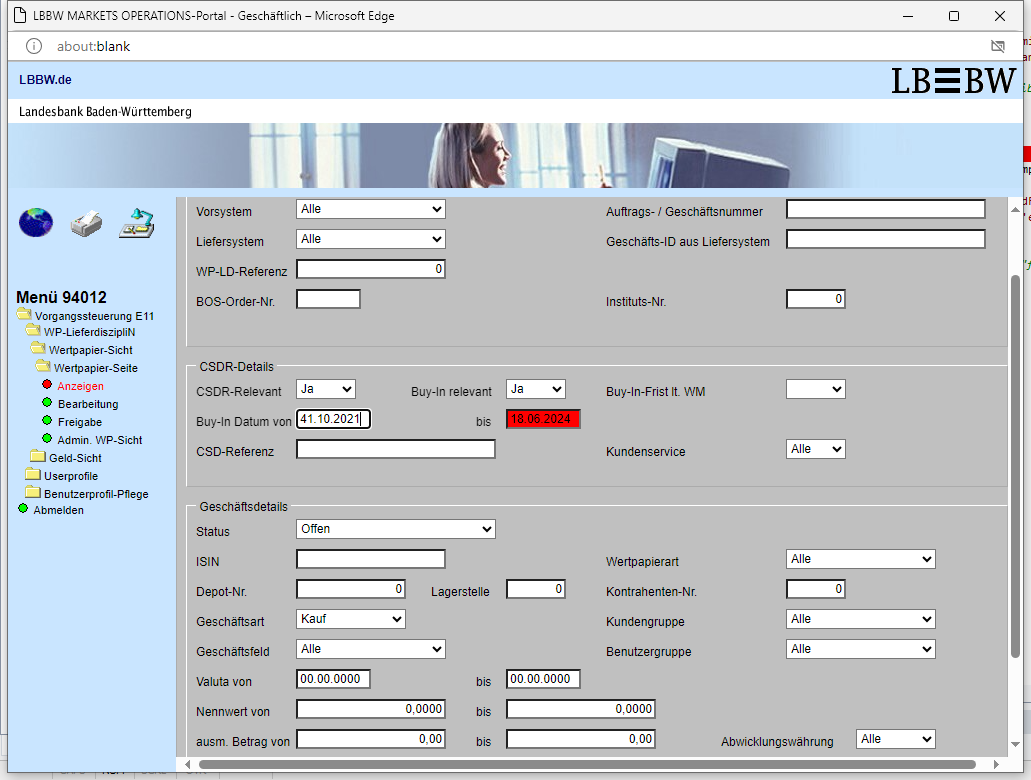 LBBW MARKETS OPERATIONS-Portal - Geschäftlich – Microsoft Edge
about:blank
LBBW.de
LBBW
Landesbank Baden-Württemberg
Menü 94012
Vorgangssteuerung E11
WP-LieferdisziplіN
Wertpapier-Sicht
Wertpapier-Seite
Anzeigen
Bearbeitung
Freigabe
Admin. WP-Sicht
Geld-Sicht
Userprofile
Benutzerprofil-Pflege
Abmelden
Vorsystem Alle Auftrags- / Geschäftsnummer
Liefersystem Alle Geschäfts-ID aus Liefersystem
WP-LD-Referenz 0
BOS-Order-Nr. Instituts-Nr. 0
CSDR-Details
CSDR-Relevant Ja Buy-In relevant Ja Buy-In-Frist lt. WM
Buy-In Datum von 41.10.2021 bis 18.06.2024
CSD-Referenz Kundenservice Alle
Geschäftsdetails
Status Offen
ISIN Wertpapierart Alle
Depot-Nr. 0 Lagerstelle 0 Kontrahenten-Nr. 0
Geschäftsart Kauf Kundengruppe Alle
Geschäftsfeld Alle Benutzergruppe Alle
Valuta von 00.00.0000 bis 00.00.0000
Nennwert von 0,0000 bis 0,0000
ausm. Betrag von 0,00 bis 0,00 Abwicklungswährung Alle